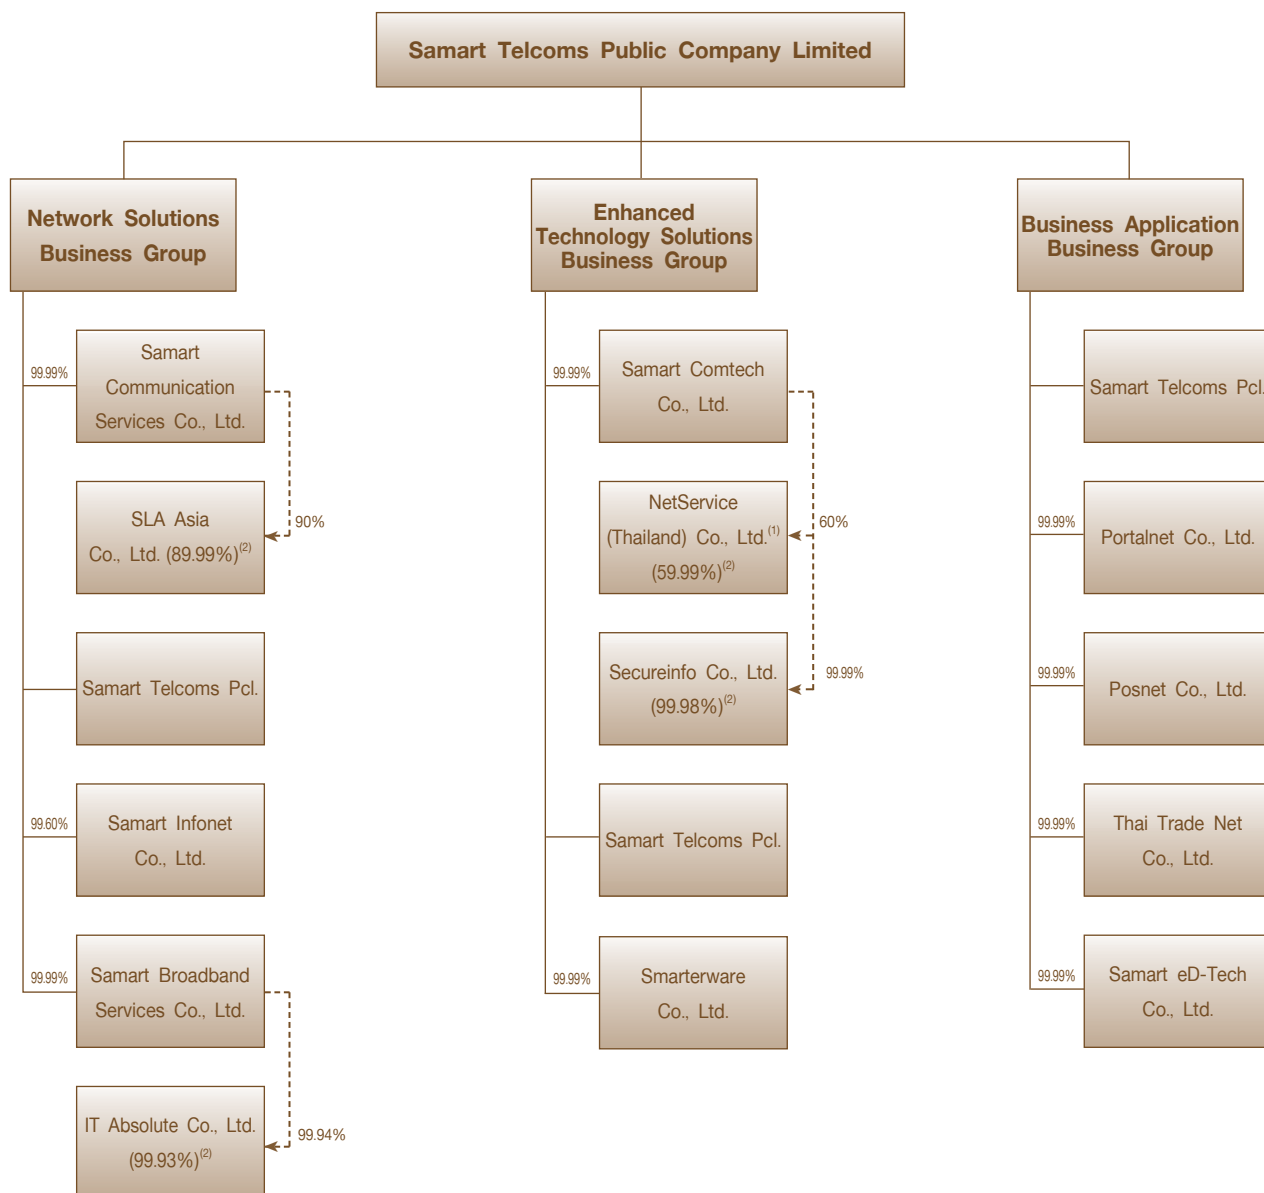 Samart Telcoms Public Company Limited
Network Solutions
Business Group
99.99%
Samart
Communication
Services Co., Ltd.
90%
SLA Asia
Co., Ltd. (89.99%)(2)
Samart Telcoms Pcl.
99.60%
Samart Infonet
Co., Ltd.
99.99%
Samart Broadband
Services Co., Ltd.
99.94%
IT Absolute Co., Ltd.
(99.93%)(2)
Enhanced
Technology Solutions
Business Group
99.99%
Samart Comtech
Co., Ltd.
60%
NetService
(Thailand) Co., Ltd.(1)
(59.99%)(2)
99.99%
Secureinfo Co., Ltd.
(99.98%)(2)
Samart Telcoms Pcl.
99.99%
Smarterware
Co., Ltd.
Business Application
Business Group
Samart Telcoms Pcl.
99.99%
Portalnet Co., Ltd.
99.99%
Posnet Co., Ltd.
99.99%
Thai Trade Net
Co., Ltd.
99.99%
Samart eD-Tech
Co., Ltd.